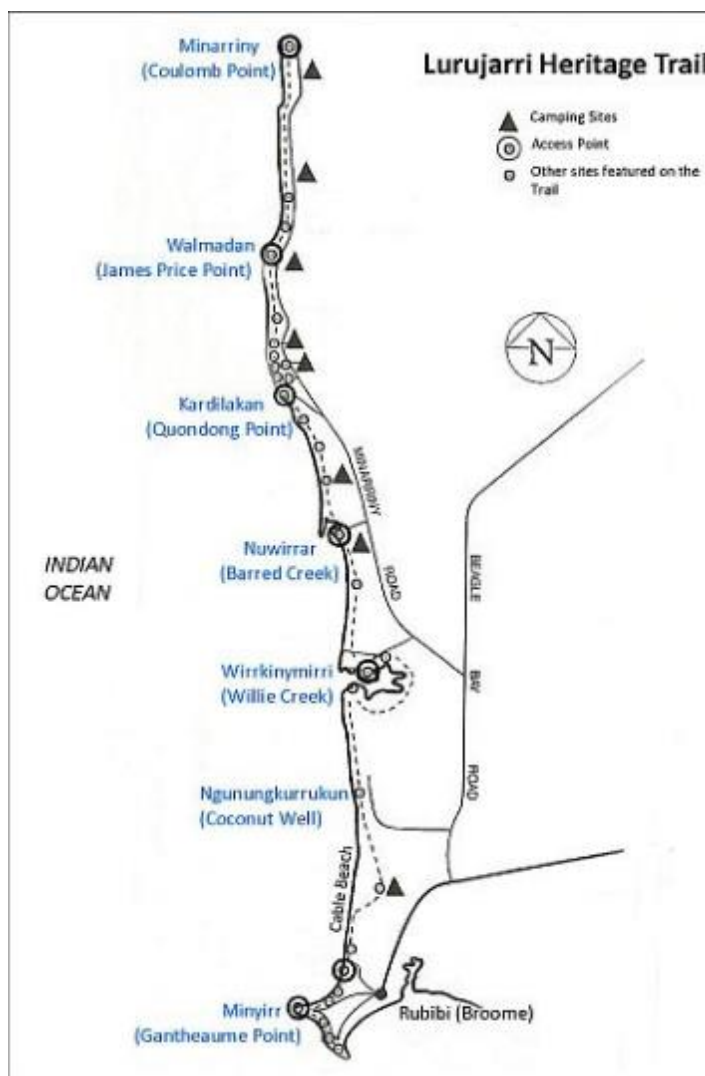 Minarriny
(Coulomb Point)
Lurujarri Heritage Trail
Camping Sites
Access Point
Other sites featured on the
Trail
Walmadan
(James Price Point)
N
Kardilakan
(Quondong Point)
MINARRINY
ROAD
INDIAN
OCEAN
Nuwirrar
(Barred Creek)
BEAGLE
BAY
ROAD
Wirrkinymirri
(Willie Creek)
Ngunungkurrukun
(Coconut Well)
Cable Beach
Minyirr
(Gantheaume Point)
Rubibi (Broome)